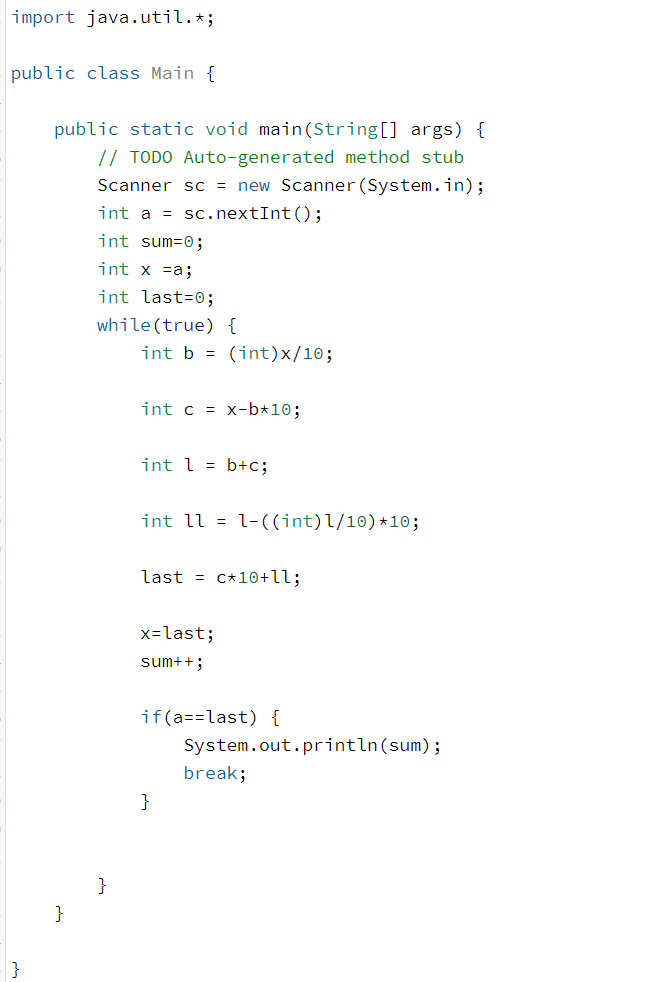 import java.util.*;
public class Main {
public static void main(String[] args) {
// TODO Auto-generated method stub
Scanner sc = new Scanner(System.in);
int a = sc.nextInt();
int sum=0;
int x =a;
int last=0;
while(true) {
int b = (int)x/10;
int c = x-b*10;
int l = b+c;
int ll = l-((int)l/10)*10;
last = c*10+ll;
x=last;
sum++;
if(a==last) {
System.out.println(sum);
break;
}
}
}
}